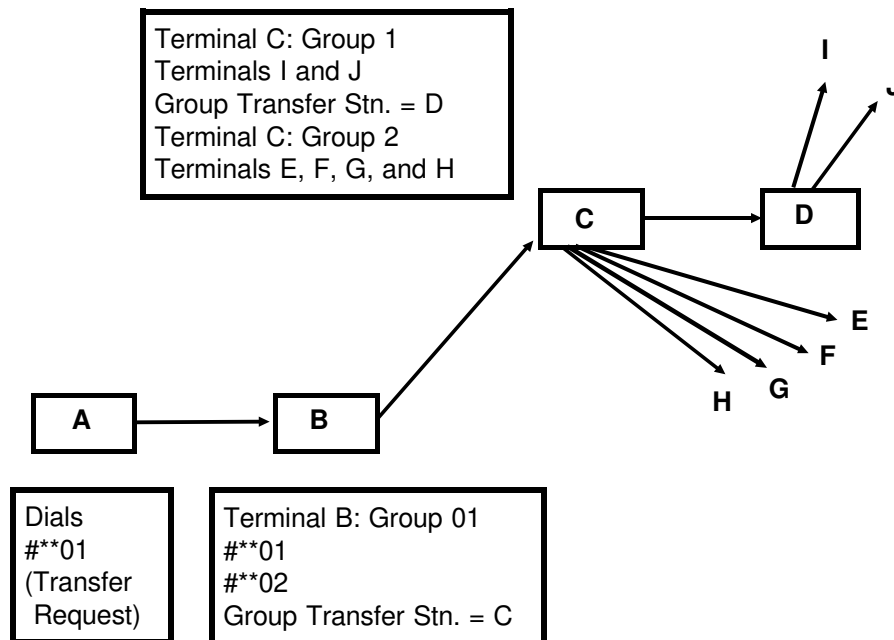 Terminal C: Group 1
Terminals I and J
Group Transfer Stn. = D
Terminal C: Group 2
Terminals E, F, G, and H
I
J
C
D
E
F
G
H
A
B
Dials
#**01
(Transfer
Request)
Terminal B: Group 01
#**01
#**02
Group Transfer Stn. = C